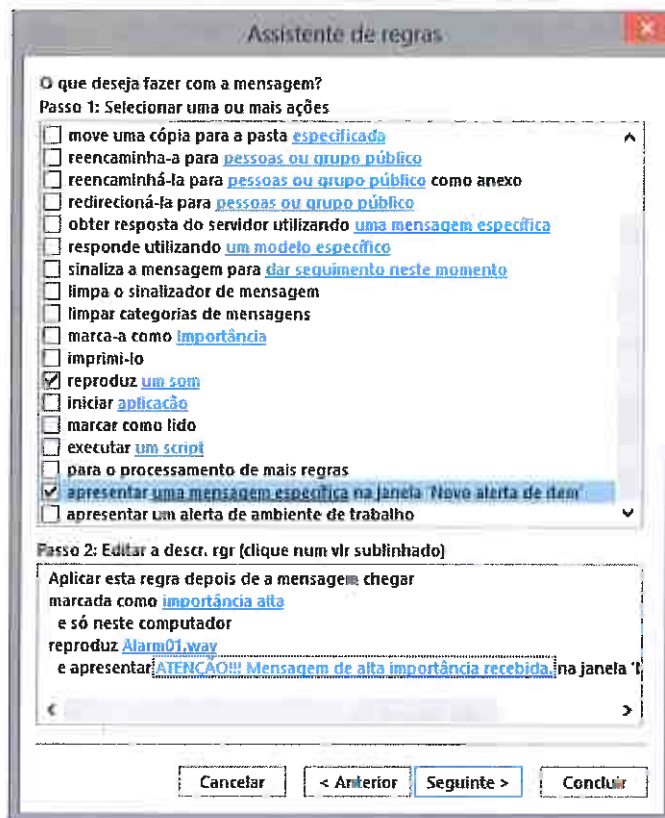 Assistente de regras
O que deseja fazer com a mensagem?
Passo 1: Selecionar uma ou mais ações
move uma cópia para a pasta especificada
reencaminha-a para pessoas ou grupo público
reencaminhá-la para pessoas ou grupo público como anexo
redirecioná-la para pessoas ou grupo público
obter resposta do servidor utilizando uma mensagem específica
responde utilizando um modelo específico
sinaliza a mensagem para dar seguimento neste momento
limpa o sinalizador de mensagem
limpar categorias de mensagens
marca-a como importância
imprimi-lo
reproduz um som
iniciar aplicação
marcar como lido
executar um script
para o processamento de mais regras
apresentar uma mensagem específica na janela 'Novo alerta de item'
apresentar um alerta de ambiente de trabalho
Passo 2: Editar a descr. rgr (clique num vlr sublinhado)
Aplicar esta regra depois de a mensagem chegar
marcada como importância alta
e só neste computador
reproduz Alarm01.wav
e apresentar ATENÇÃO!!! Mensagem de alta importância recebida. na janela
Cancelar < Anterior Seguinte > Concluir